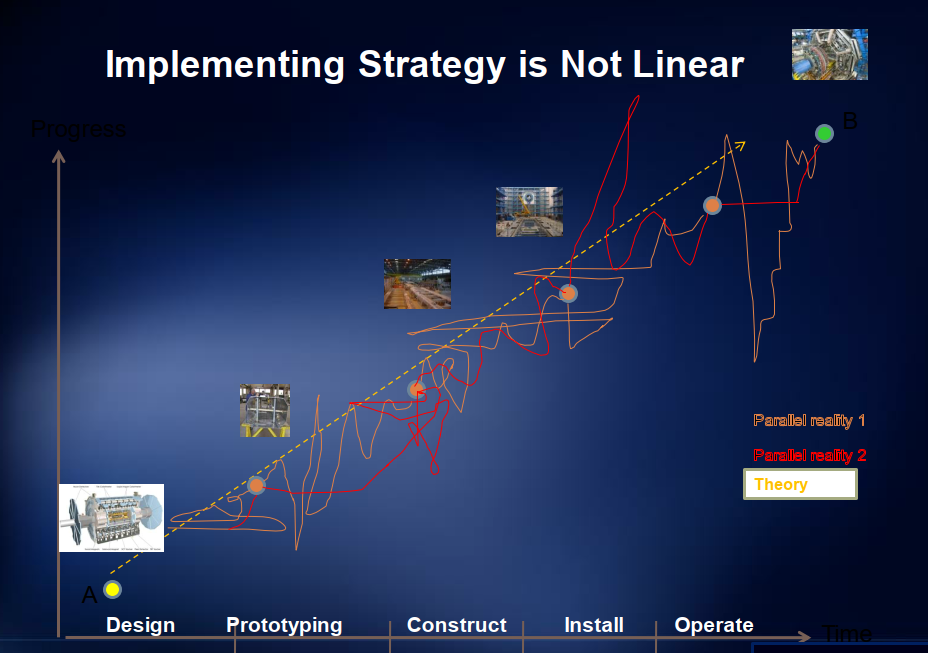 Implementing Strategy is Not Linear
Progress
B
Parallel reality 1
Parallel reality 2
Theory
A
Design Prototyping Construct Install Operate
Time